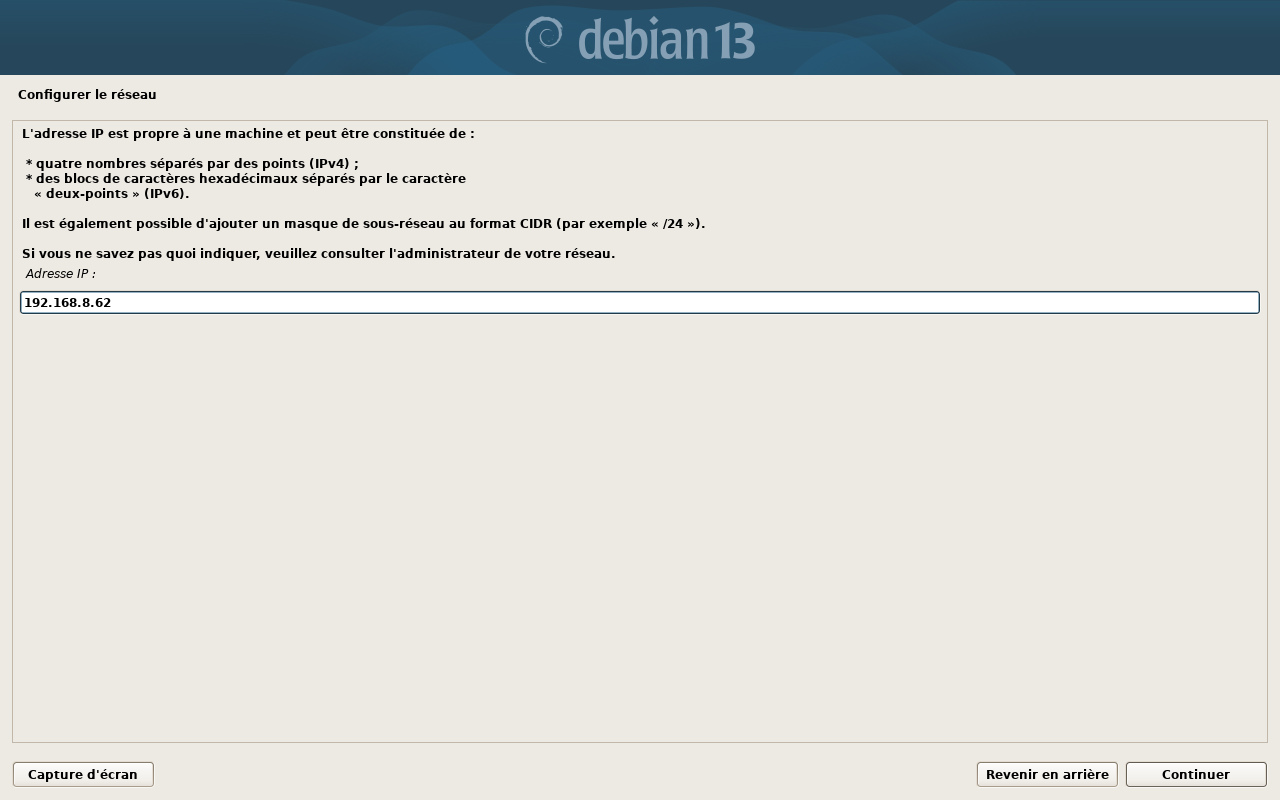 debian 13
Configurer le réseau
L'adresse IP est propre à une machine et peut être constituée de :
* quatre nombres séparés par des points (IPv4) ;
* des blocs de caractères hexadécimaux séparés par le caractère
« deux-points » (IPv6).
Il est également possible d'ajouter un masque de sous-réseau au format CIDR (par exemple « /24 »).
Si vous ne savez pas quoi indiquer, veuillez consulter l'administrateur de votre réseau.
Adresse IP :
192.168.8.62
Capture d'écran
Revenir en arrière
Continuer